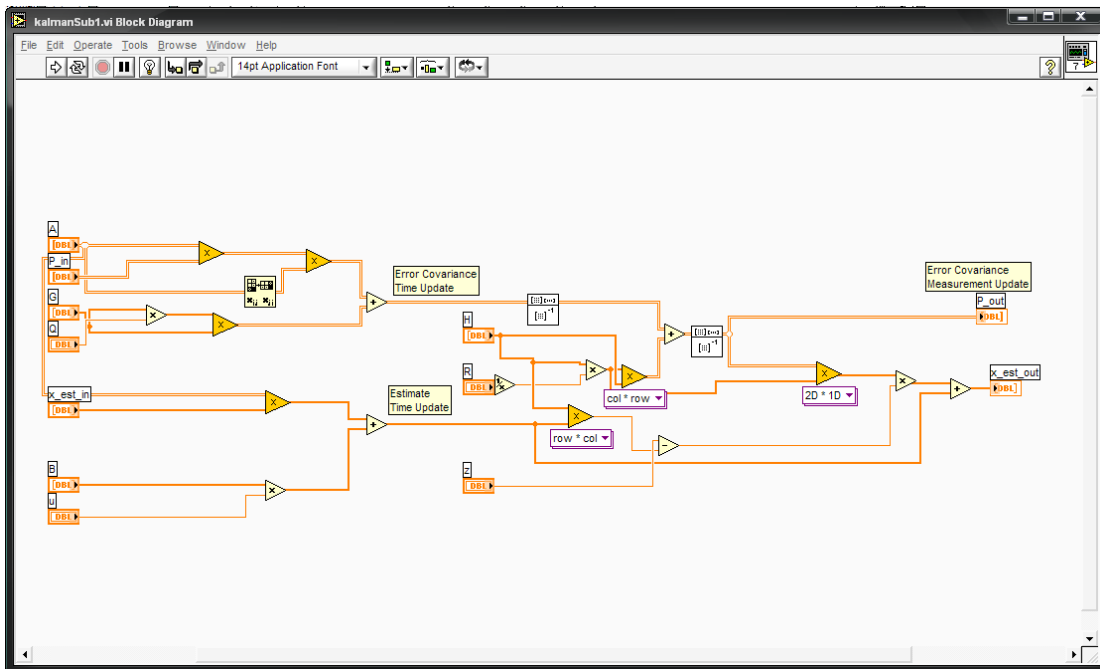 kalmanSub1.vi Block Diagram
File Edit Operate Tools Browse Window Help
14pt Application Font
?
7
A
[DBL]
P_in
[DBL]
G
[DBL]
Q
DBL
x_est_in
[DBL]
B
[DBL]
u
DBL
Error Covariance
Time Update
Estimate
Time Update
H
[DBL]
R
DBL
col * row
row * col
z
DBL
2D * 1D
Error Covariance
Measurement Update
P_out
DBL]
x_est_out
DBL]